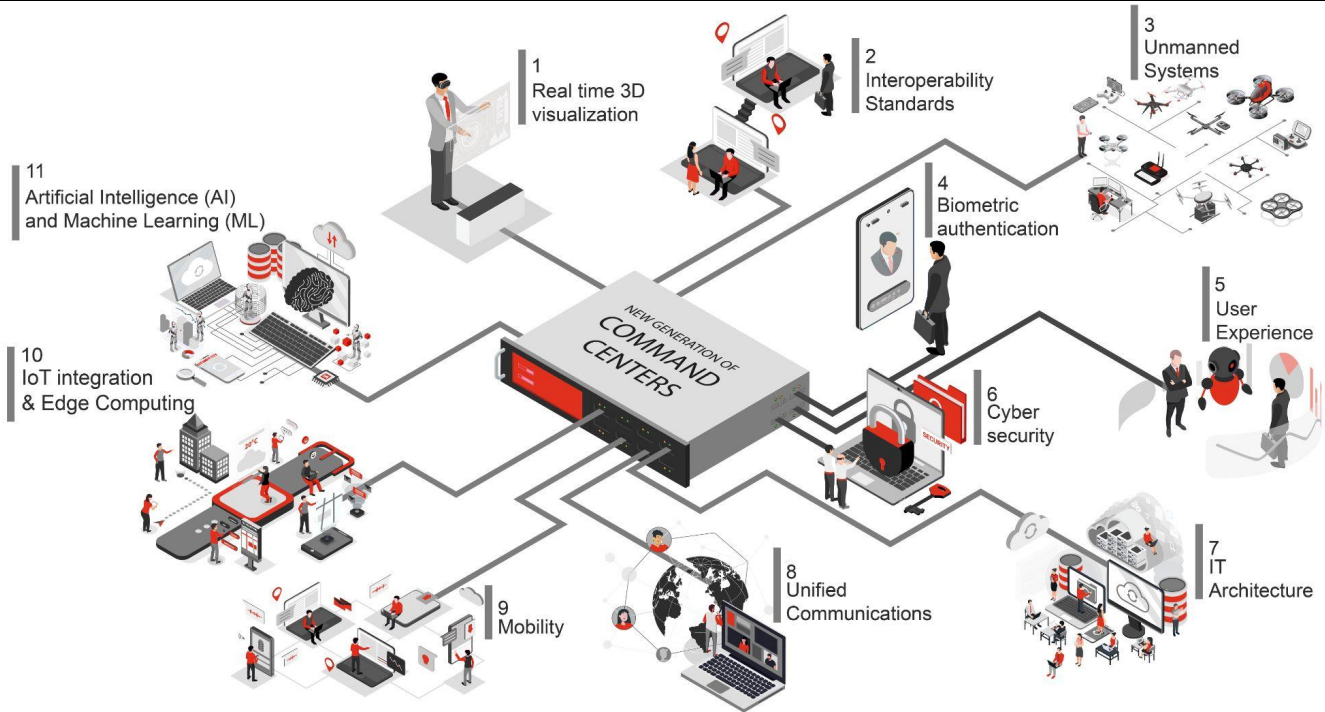 1
Real time 3D
visualization
2
Interoperability
Standards
3
Unmanned
Systems
4
Biometric
authentication
5
User
Experience
6
Cyber
security
7
IT
Architecture
8
Unified
Communications
9
Mobility
10
IoT integration
& Edge Computing
11
Artificial Intelligence (AI)
and Machine Learning (ML)
NEW GENERATION OF
COMMAND
CENTERS
SECURITY
20°C